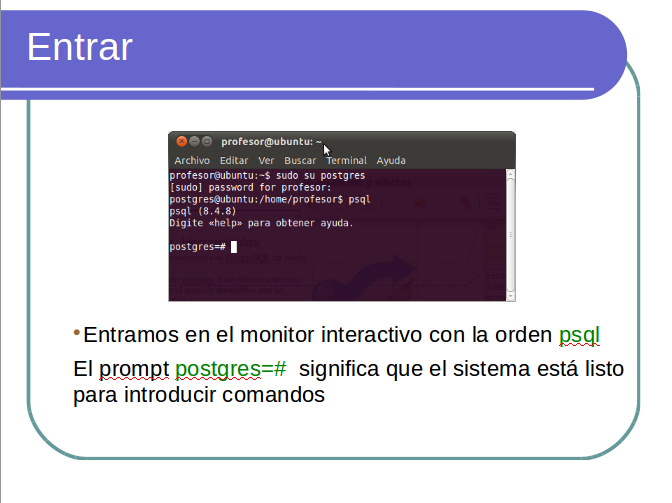 Entrar
profesor@ubuntu: ~
Archivo Editar Ver Buscar Terminal Ayuda
profesor@ubuntu:~$ sudo su postgres
[sudo] password for profesor:
postgres@ubuntu:/home/profesor$ psql
psql (8.4.8)
Digite «help» para obtener ayuda.
postgres=#
•Entramos en el monitor interactivo con la orden psql
El prompt postgres=# significa que el sistema está listo
para introducir comandos